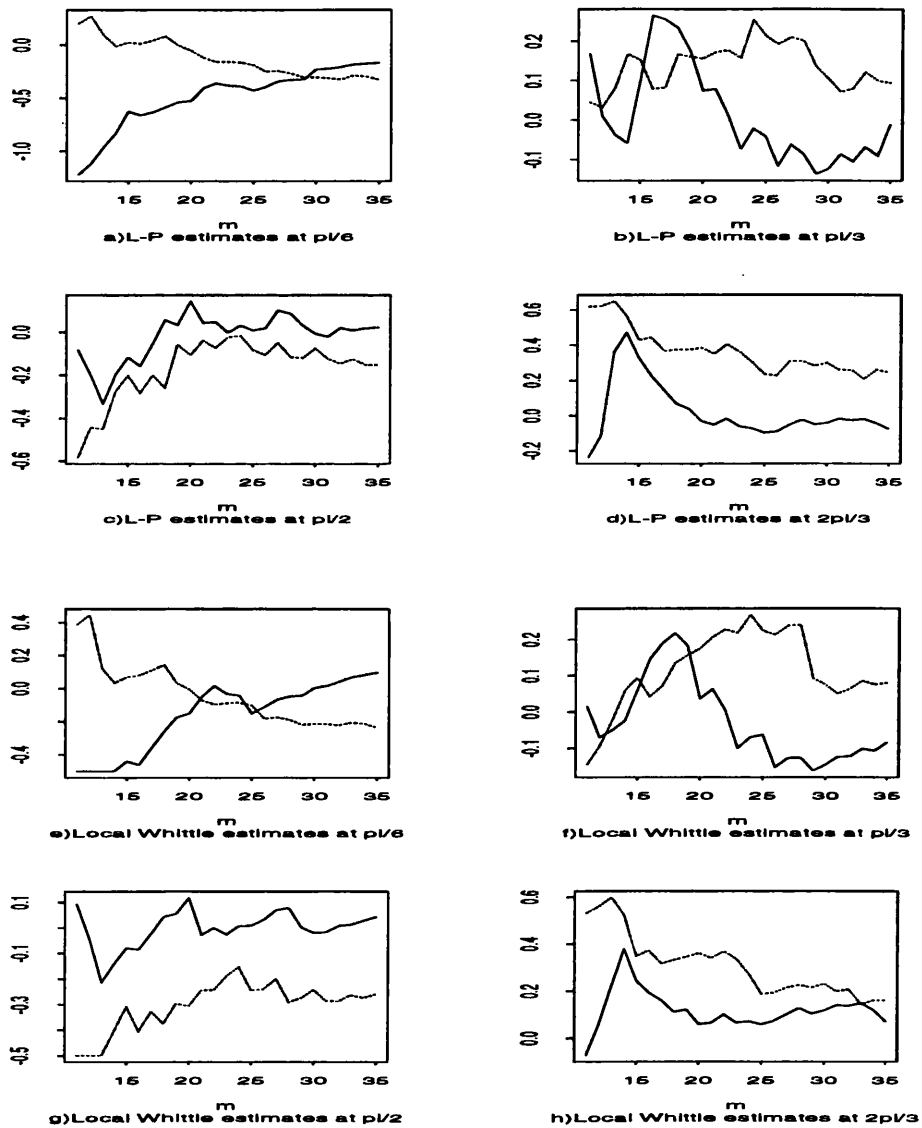 0.0
-0.5
-1.0
15 20 25 30 35
m
a)L-P estimates at pi/6
0.2
0.1
0.0
-0.1
15 20 25 30 35
m
b)L-P estimates at pi/3
0.0
-0.2
-0.4
-0.6
15 20 25 30 35
m
c)L-P estimates at pi/2
0.6
0.4
0.2
0.0
-0.2
15 20 25 30 35
m
d)L-P estimates at 2pi/3
0.4
0.2
0.0
-0.4
15 20 25 30 35
m
e)Local Whittle estimates at pi/6
0.2
0.1
0.0
-0.1
15 20 25 30 35
m
f)Local Whittle estimates at pi/3
0.1
-0.1
-0.3
-0.5
15 20 25 30 35
m
g)Local Whittle estimates at pi/2
0.6
0.4
0.2
0.0
15 20 25 30 35
m
h)Local Whittle estimates at 2pi/3